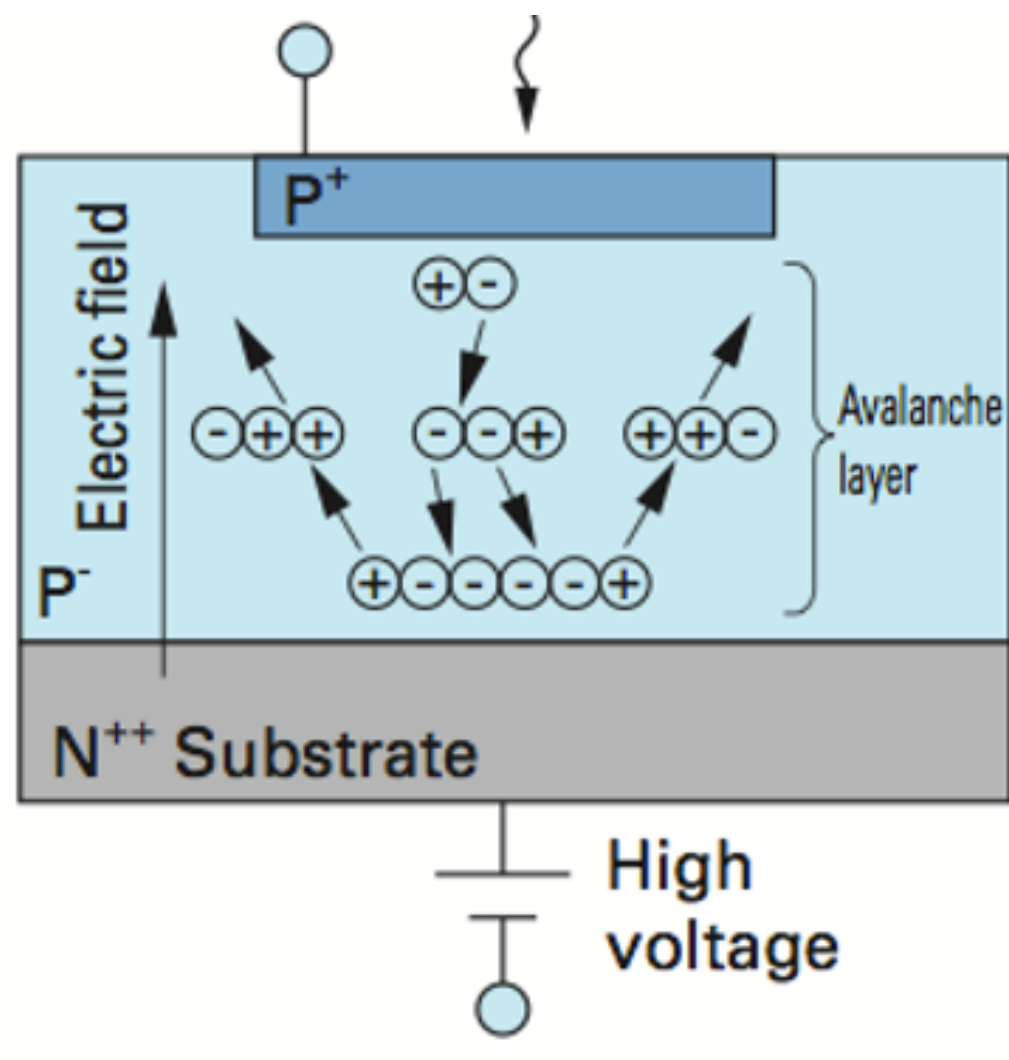 P⁺
Electric field
+ -
- + +
- - +
+ + -
Avalanche
layer
+ - - - - +
P⁻
N⁺⁺ Substrate
High
voltage